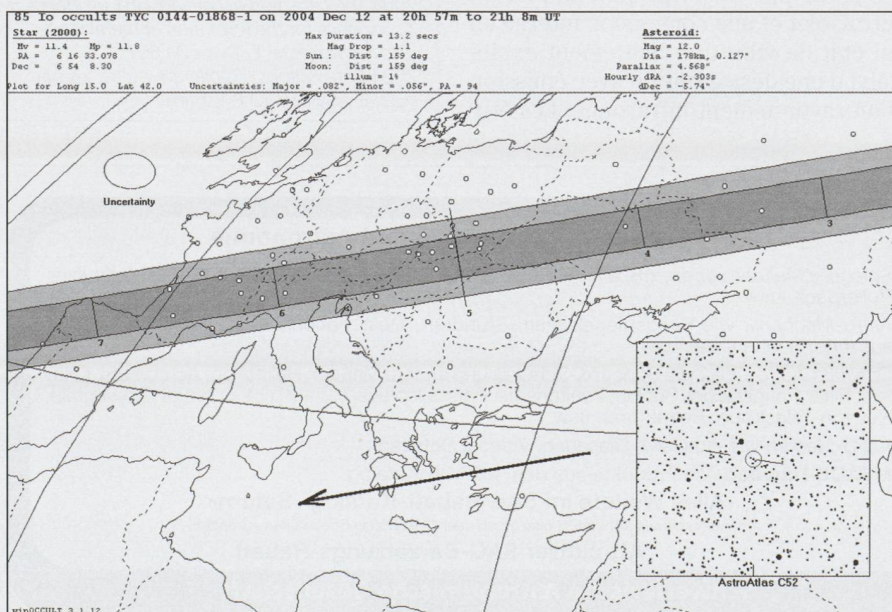 85 Io occults TYC 0144-01868-1 on 2004 Dec 12 at 20h 57m to 21h 8m UT
Star (2000):
Mv = 11.4 Mp = 11.8
RA = 6 16 33.078
Dec = 6 54 8.30
Plot for Long 15.0 Lat 42.0
Max Duration = 13.2 secs
Mag Drop = 1.1
Sun : Dist = 159 deg
Moon: Dist = 159 deg
illum = 1%
Uncertainties: Major = .082", Minor = .056", PA = 94
Asteroid:
Mag = 12.0
Dia = 178km, 0.127"
Parallax = 4.568"
Hourly dRA = -2.303s
dDec = -5.74"
Uncertainty
3
4
5
6
7
AstroAtlas C52
WinOCCULT 3.1.12